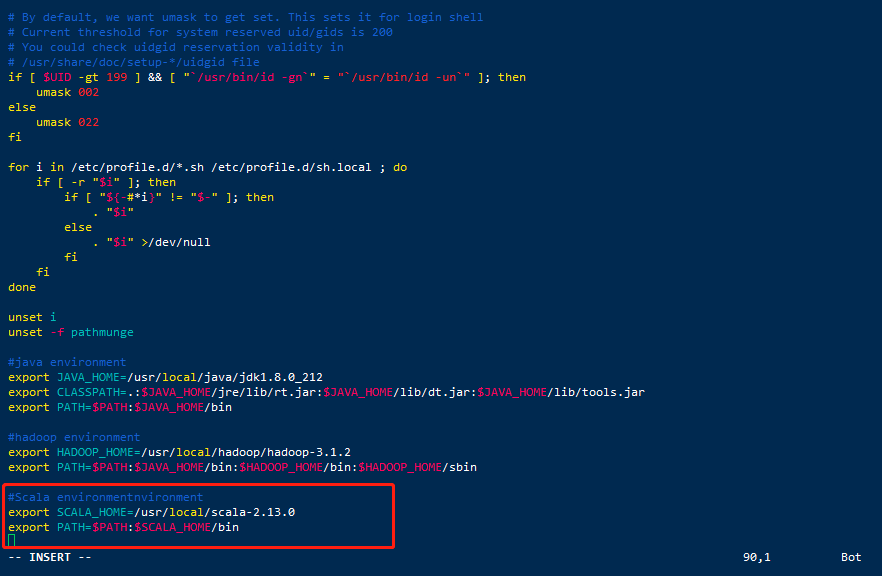 # By default, we want umask to get set. This sets it for login shell
# Current threshold for system reserved uid/gids is 200
# You could check uidgid reservation validity in
# /usr/share/doc/setup-*/uidgid file
if [ $UID -gt 199 ] && [ "`/usr/bin/id -gn`" = "`/usr/bin/id -un`" ]; then
    umask 002
else
    umask 022
fi

for i in /etc/profile.d/*.sh /etc/profile.d/sh.local ; do
    if [ -r "$i" ]; then
        if [ "${-#*i}" != "$-" ]; then
            . "$i"
        else
            . "$i" >/dev/null
        fi
    fi
done

unset i
unset -f pathmunge

#java environment
export JAVA_HOME=/usr/local/java/jdk1.8.0_212
export CLASSPATH=.:$JAVA_HOME/jre/lib/rt.jar:$JAVA_HOME/lib/dt.jar:$JAVA_HOME/lib/tools.jar
export PATH=$PATH:$JAVA_HOME/bin

#hadoop environment
export HADOOP_HOME=/usr/local/hadoop/hadoop-3.1.2
export PATH=$PATH:$JAVA_HOME/bin:$HADOOP_HOME/bin:$HADOOP_HOME/sbin

#Scala environmentnvironment
export SCALA_HOME=/usr/local/scala-2.13.0
export PATH=$PATH:$SCALA_HOME/bin

-- INSERT -- 90,1 Bot